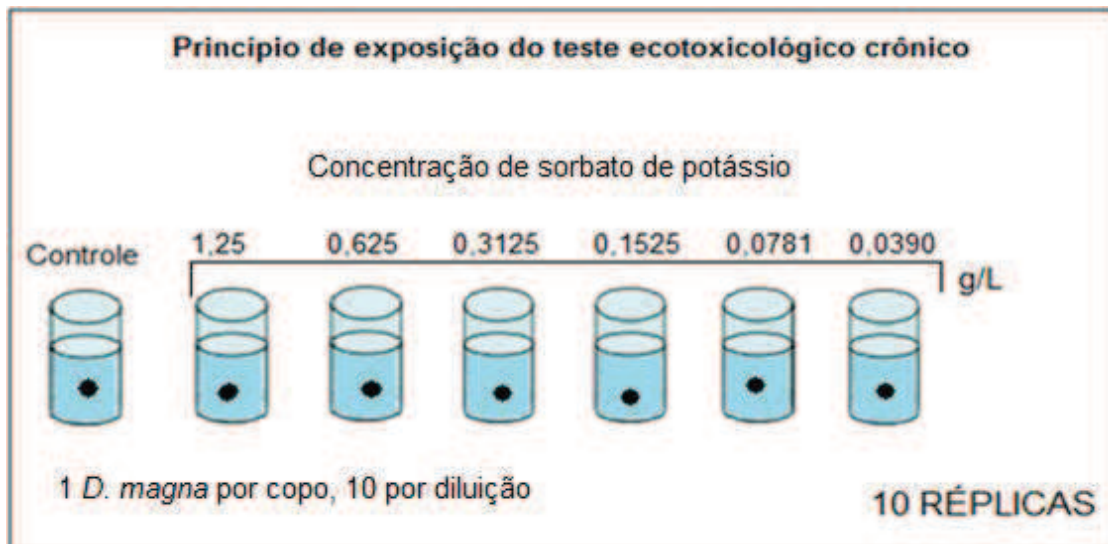 Princípio de exposição do teste ecotoxicológico crônico
Concentração de sorbato de potássio
Controle 1,25 0,625 0,3125 0,1525 0,0781 0,0390 g/L
1 D. magna por copo, 10 por diluição
10 RÉPLICAS